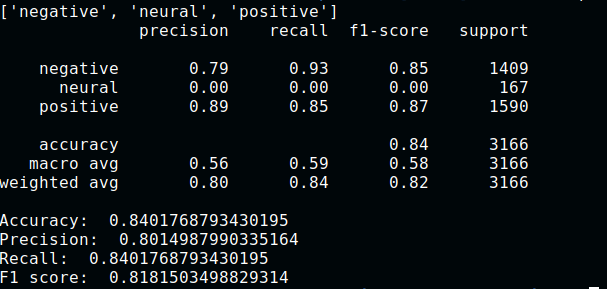 ['negative', 'neural', 'positive']
precision recall f1-score support
negative 0.79 0.93 0.85 1409
neural 0.00 0.00 0.00 167
positive 0.89 0.85 0.87 1590
accuracy 0.84 3166
macro avg 0.56 0.59 0.58 3166
weighted avg 0.80 0.84 0.82 3166
Accuracy: 0.8401768793430195
Precision: 0.8014987990335164
Recall: 0.8401768793430195
F1 score: 0.8181503498829314